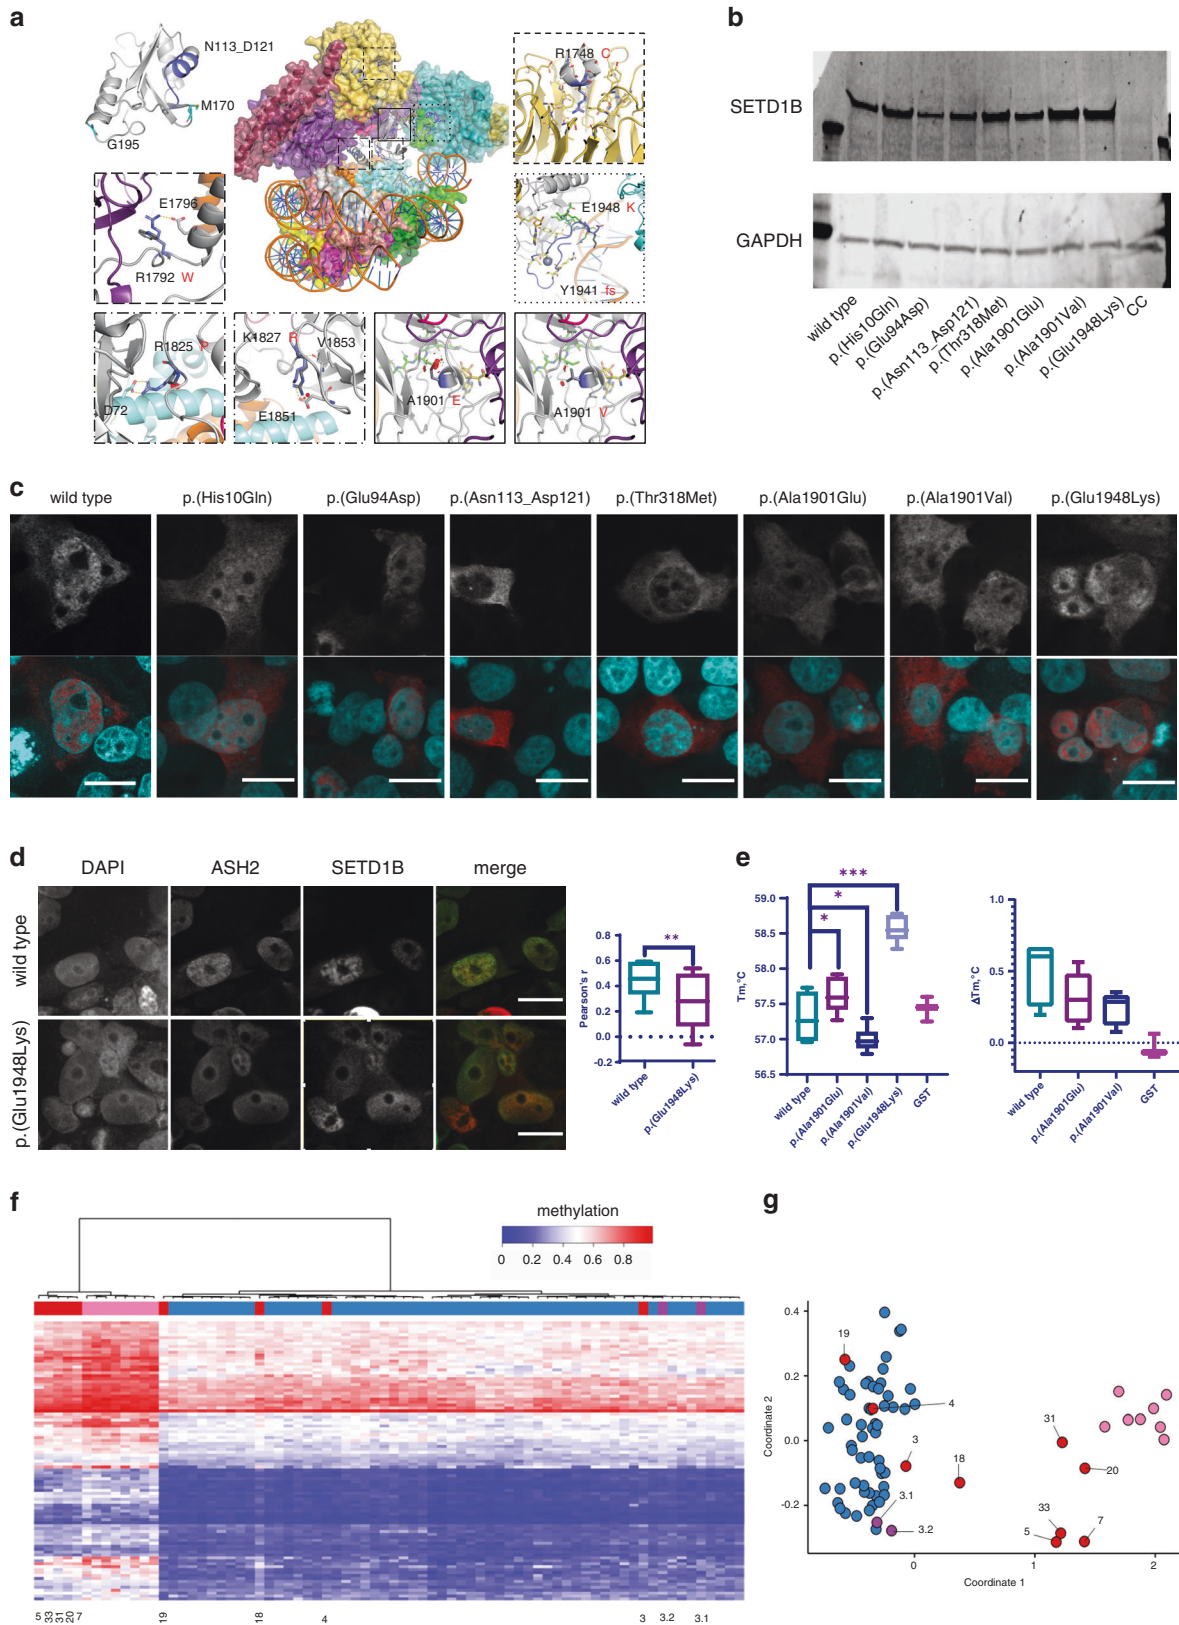 a
N113_D121
M170
G195
E1796
R1792 W
R1748 C
E1948 K
Y1941 fs
R1825 P
D72
K1827 R
V1853
E1851
A1901 E
A1901 V
b
SETD1B
GAPDH
wild type
p.(His10Gln)
p.(Glu94Asp)
p.(Asn113_Asp121)
p.(Thr318Met)
p.(Ala1901Glu)
p.(Ala1901Val)
p.(Glu1948Lys)
CC
c
wild type
p.(His10Gln)
p.(Glu94Asp)
p.(Asn113_Asp121)
p.(Thr318Met)
p.(Ala1901Glu)
p.(Ala1901Val)
p.(Glu1948Lys)
d
DAPI
ASH2
SETD1B
merge
wild type
p.(Glu1948Lys)
Pearson's r
0.8
0.6
0.4
0.2
0.0
-0.2
**
wild type
p.(Glu1948Lys)
e
Tm,°C
59.0
58.5
58.0
57.5
57.0
56.5
***
*
*
wild type
p.(Ala1901Glu)
p.(Ala1901Val)
p.(Glu1948Lys)
GST
ΔTm,°C
1.0
0.5
0.0
wild type
p.(Ala1901Glu)
p.(Ala1901Val)
GST
f
methylation
0 0.2 0.4 0.6 0.8
5 33 31 20 7
19
18
4
3
3.2
3.1
g
Coordinate 2
0.4
0.2
0.0
-0.2
19
4
3
18
31
20
3.1
3.2
33
5
7
0 1 2
Coordinate 1